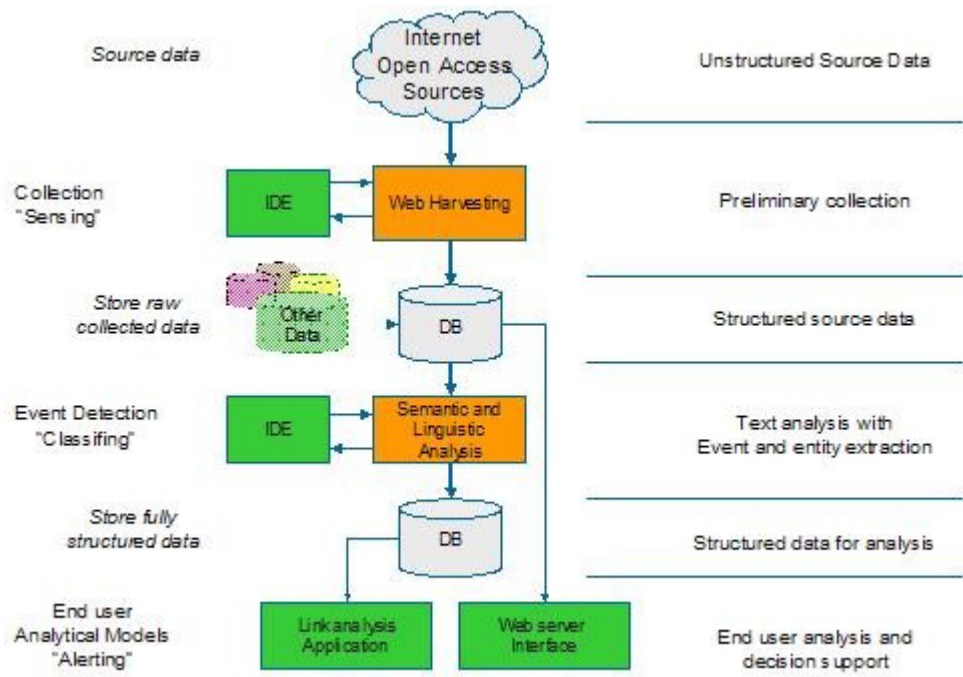 Source data
Internet
Open Access
Sources
Unstructured Source Data
Collection
"Sensing"
IDE
Web Harvesting
Preliminary collection
Store raw
collected data
Other
Data
DB
Structured source data
Event Detection
"Classifing"
IDE
Semantic and
Linguistic
Analysis
Text analysis with
Event and entity extraction
Store fully
structured data
DB
Structured data for analysis
End user
Analytical Models
"Alerting"
Link analysis
Application
Web server
Interface
End user analysis and
decision support